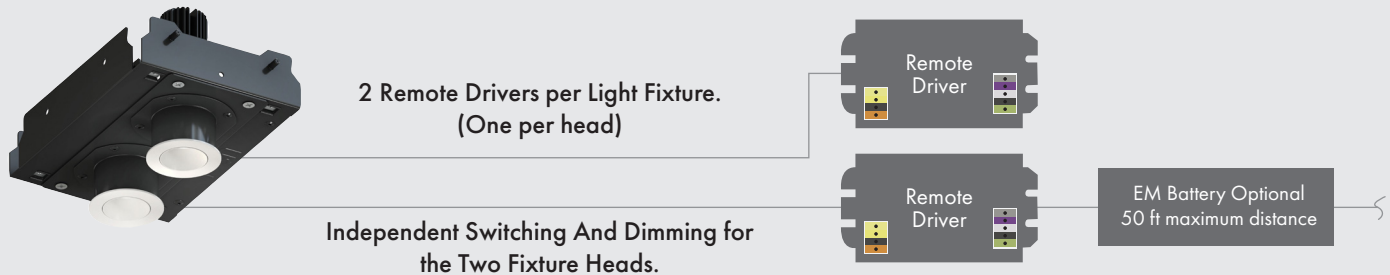 2 Remote Drivers per Light Fixture.
(One per head)
Remote
Driver
Independent Switching And Dimming for
the Two Fixture Heads.
Remote
Driver
EM Battery Optional
50 ft maximum distance